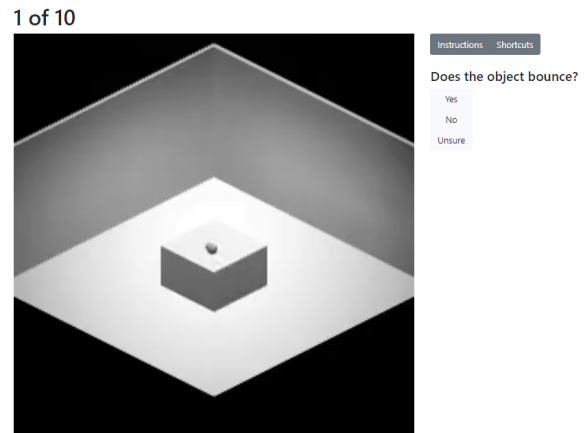 1 of 10
Instructions Shortcuts
Does the object bounce?
Yes
No
Unsure